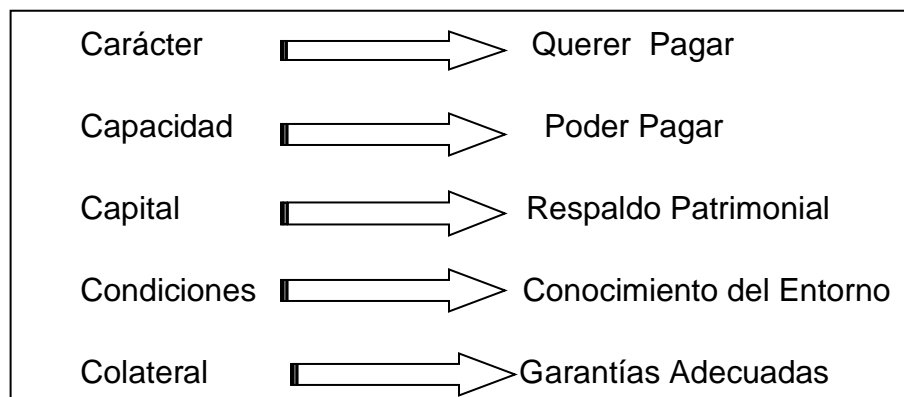 Carácter Querer Pagar
Capacidad Poder Pagar
Capital Respaldo Patrimonial
Condiciones Conocimiento del Entorno
Colateral Garantías Adecuadas